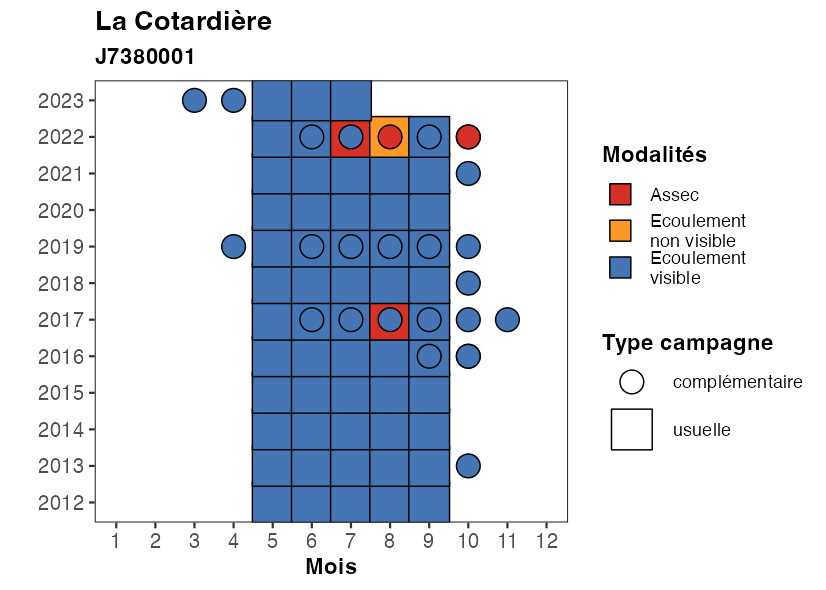 La Cotardière
J7380001
2023
2022
2021
2020
2019
2018
2017
2016
2015
2014
2013
2012
1 2 3 4 5 6 7 8 9 10 11 12
Mois
Modalités
Assec
Ecoulement
non visible
Ecoulement
visible
Type campagne
complémentaire
usuelle